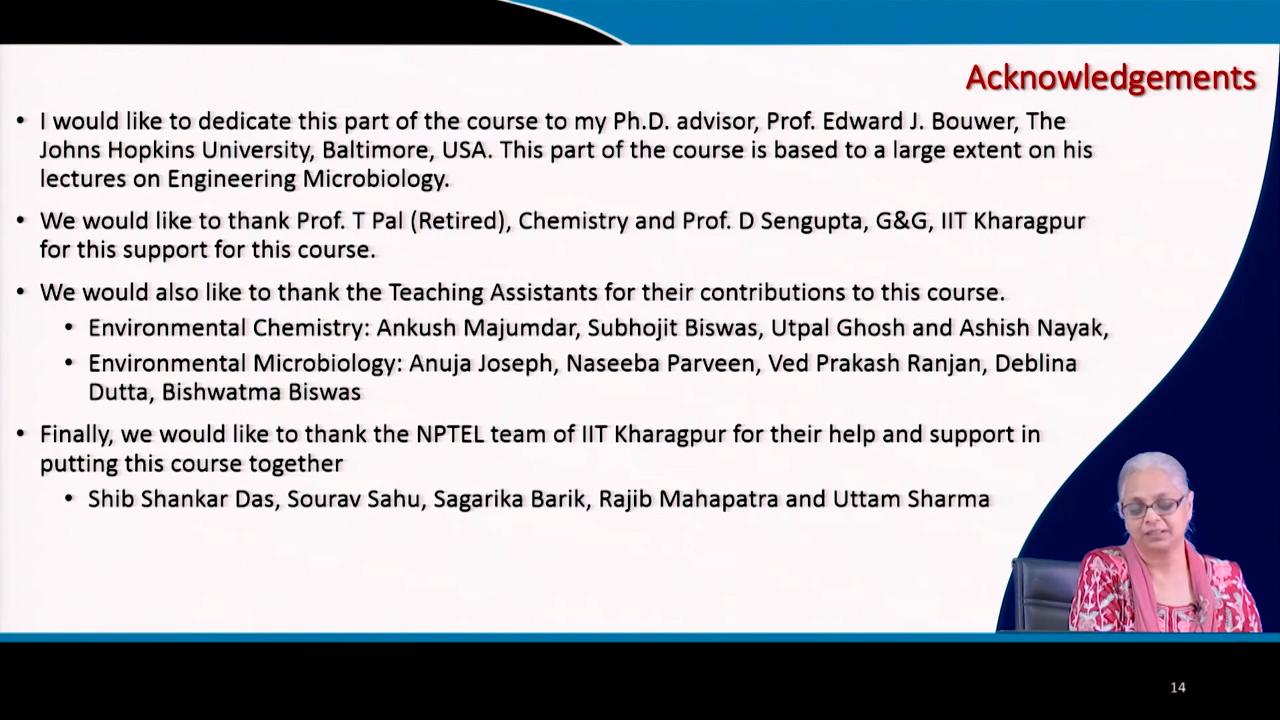 Acknowledgements
• I would like to dedicate this part of the course to my Ph.D. advisor, Prof. Edward J. Bouwer, The
Johns Hopkins University, Baltimore, USA. This part of the course is based to a large extent on his
lectures on Engineering Microbiology.
• We would like to thank Prof. T Pal (Retired), Chemistry and Prof. D Sengupta, G&G, IIT Kharagpur
for this support for this course.
• We would also like to thank the Teaching Assistants for their contributions to this course.
• Environmental Chemistry: Ankush Majumdar, Subhojit Biswas, Utpal Ghosh and Ashish Nayak,
• Environmental Microbiology: Anuja Joseph, Naseeba Parveen, Ved Prakash Ranjan, Deblina
Dutta, Bishwatma Biswas
• Finally, we would like to thank the NPTEL team of IIT Kharagpur for their help and support in
putting this course together
• Shib Shankar Das, Sourav Sahu, Sagarika Barik, Rajib Mahapatra and Uttam Sharma
14